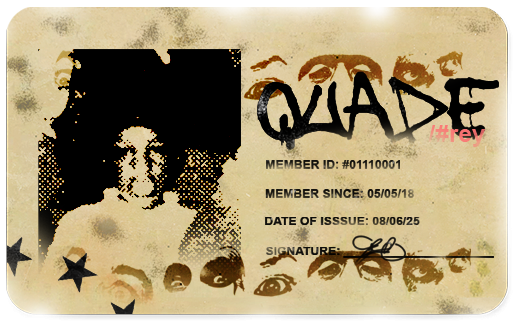 QUADE
/#rey
MEMBER ID: #01110001
MEMBER SINCE: 05/05/18
DATE OF ISSSUE: 08/06/25
SIGNATURE: